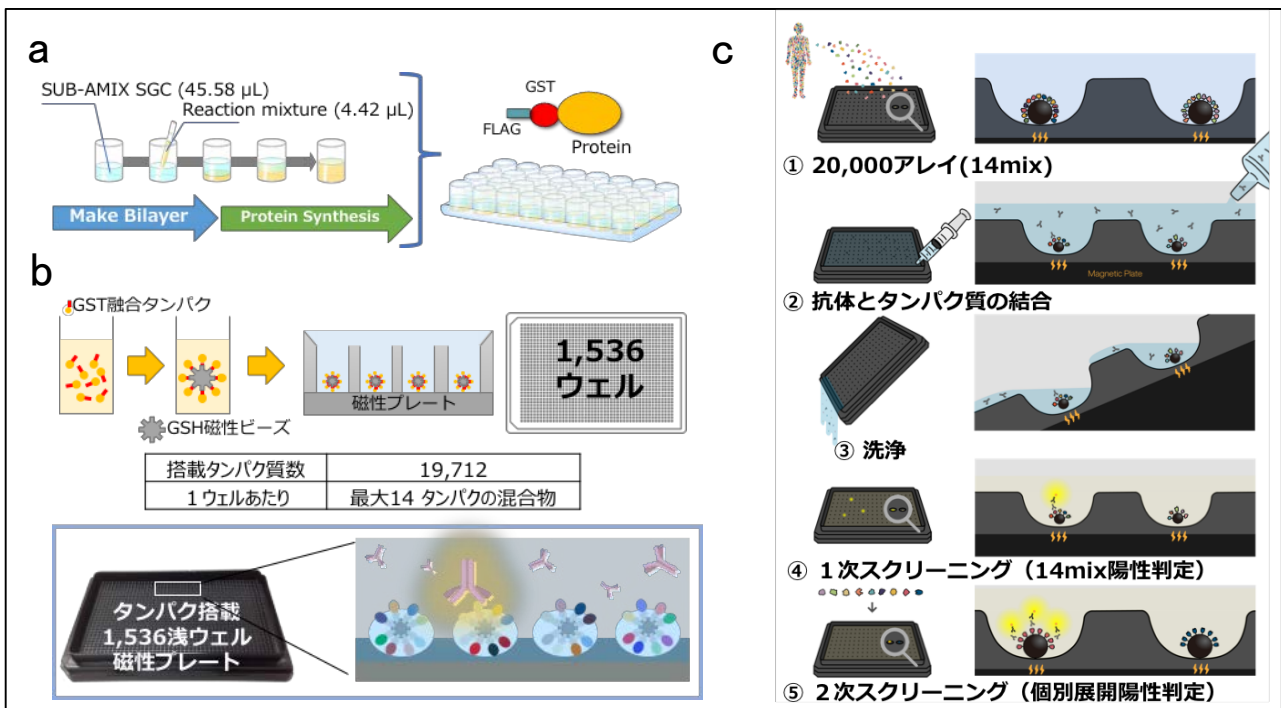 a
SUB-AMIX SGC (45.58 μL)
Reaction mixture (4.42 μL)
Make Bilayer
Protein Synthesis
GST
FLAG
Protein
b
GST融合タンパク
GSH磁性ビーズ
磁性プレート
1,536
ウェル
搭載タンパク質数 19,712
1ウェルあたり 最大14 タンパクの混合物
タンパク搭載
1,536浅ウェル
磁性プレート
c
① 20,000アレイ(14mix)
Magnetic Plate
② 抗体とタンパク質の結合
③ 洗浄
④ 1次スクリーニング（14mix陽性判定）
⑤ 2次スクリーニング（個別展開陽性判定）